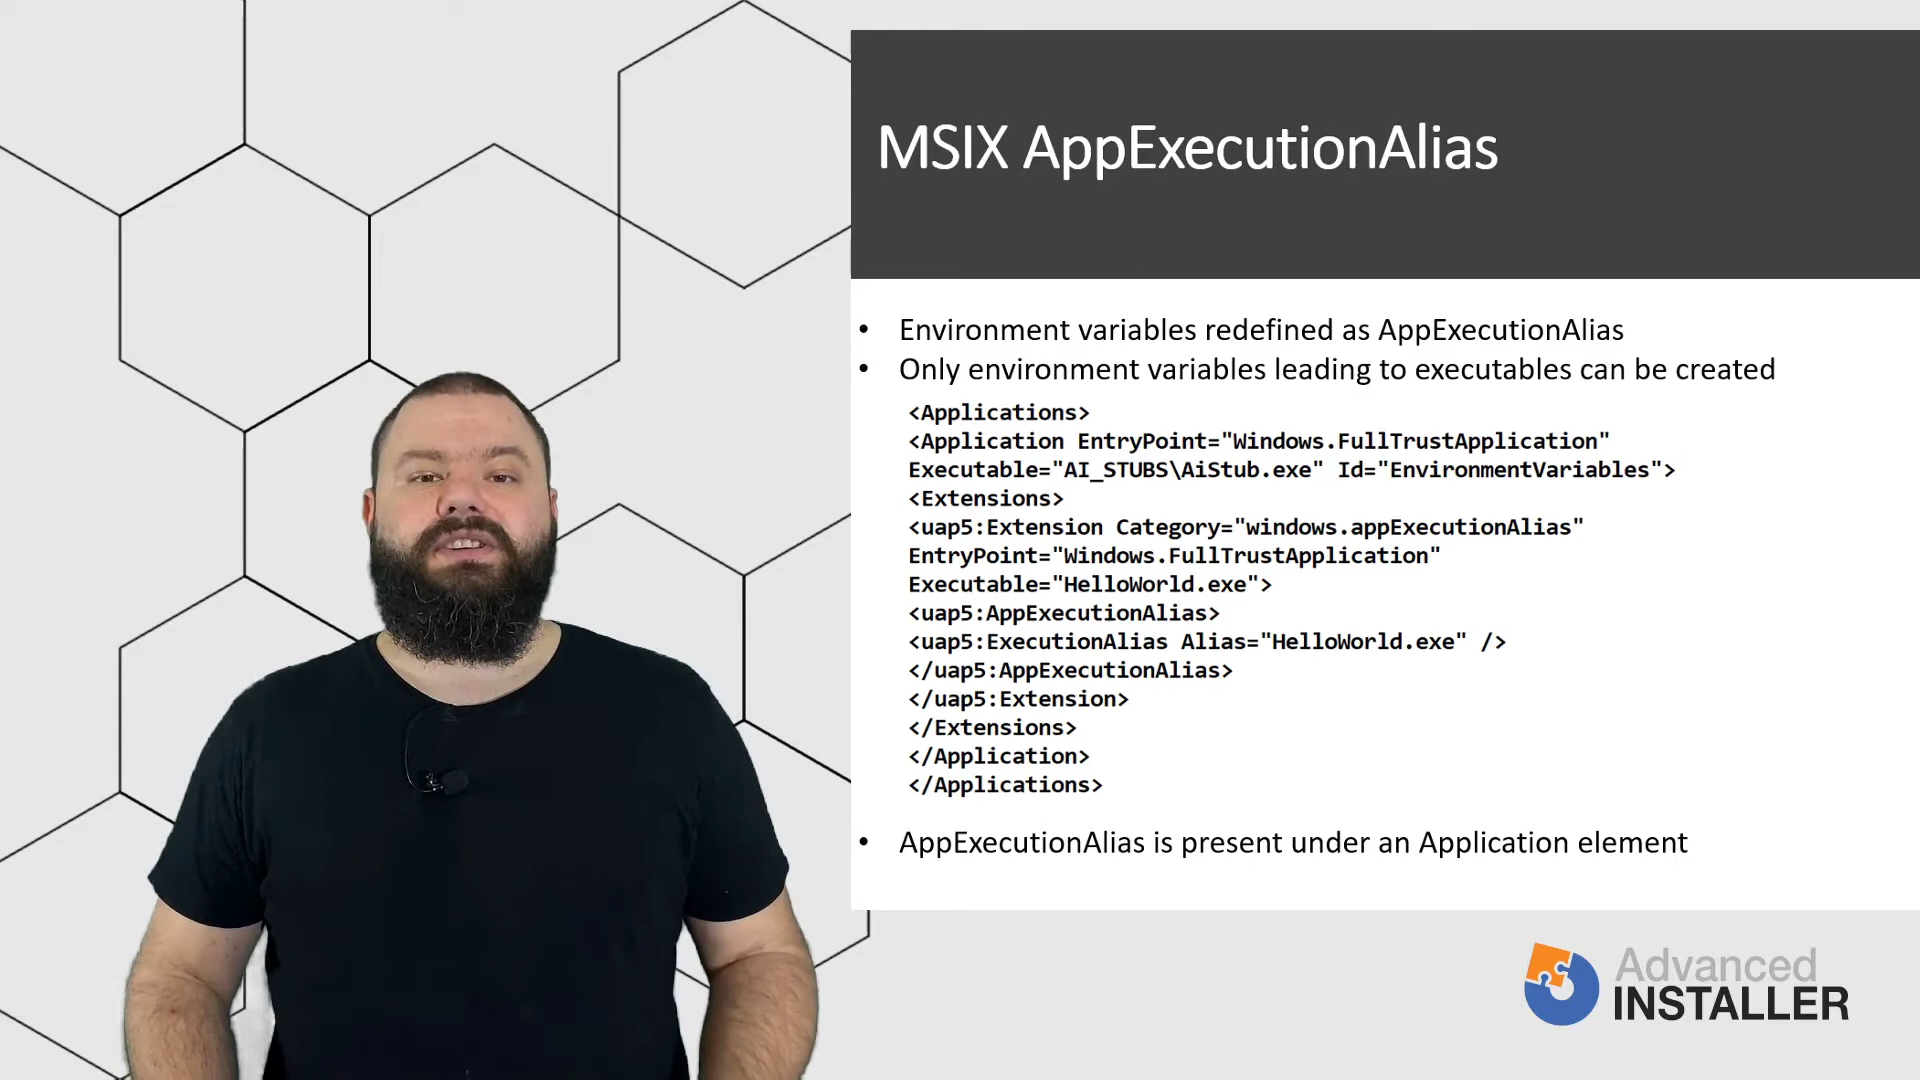 MSIX AppExecutionAlias
• Environment variables redefined as AppExecutionAlias
• Only environment variables leading to executables can be created
<Applications>
<Application EntryPoint="Windows.FullTrustApplication"
Executable="AI_STUBS\AiStub.exe" Id="EnvironmentVariables">
<Extensions>
<uap5:Extension Category="windows.appExecutionAlias"
EntryPoint="Windows.FullTrustApplication"
Executable="HelloWorld.exe">
<uap5:AppExecutionAlias>
<uap5:ExecutionAlias Alias="HelloWorld.exe" />
</uap5:AppExecutionAlias>
</uap5:Extension>
</Extensions>
</Application>
</Applications>
• AppExecutionAlias is present under an Application element
Advanced
INSTALLER